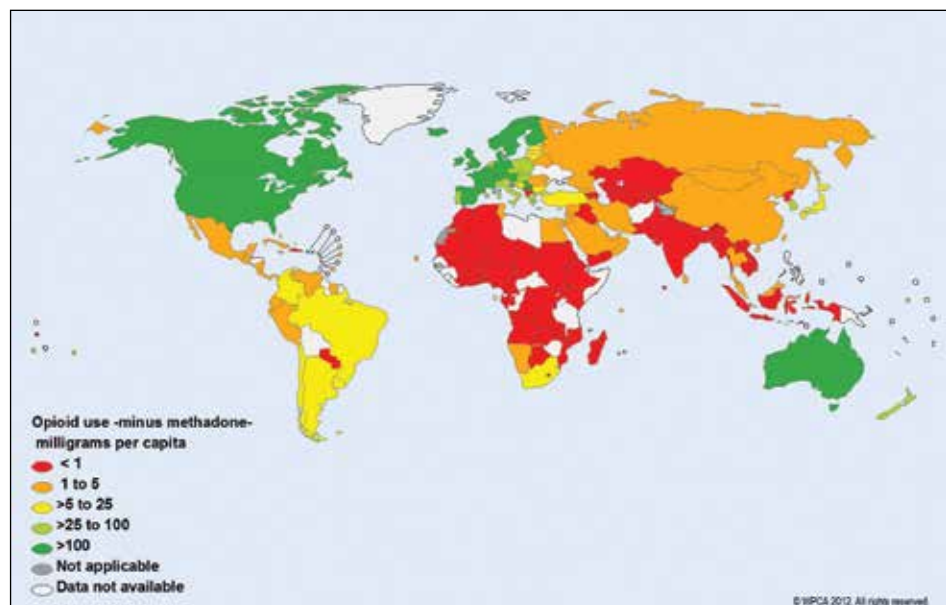 Opioid use -minus methadone-
milligrams per capita
< 1
1 to 5
>5 to 25
>25 to 100
>100
Not applicable
Data not available
© WPCA 2012. All rights reserved.